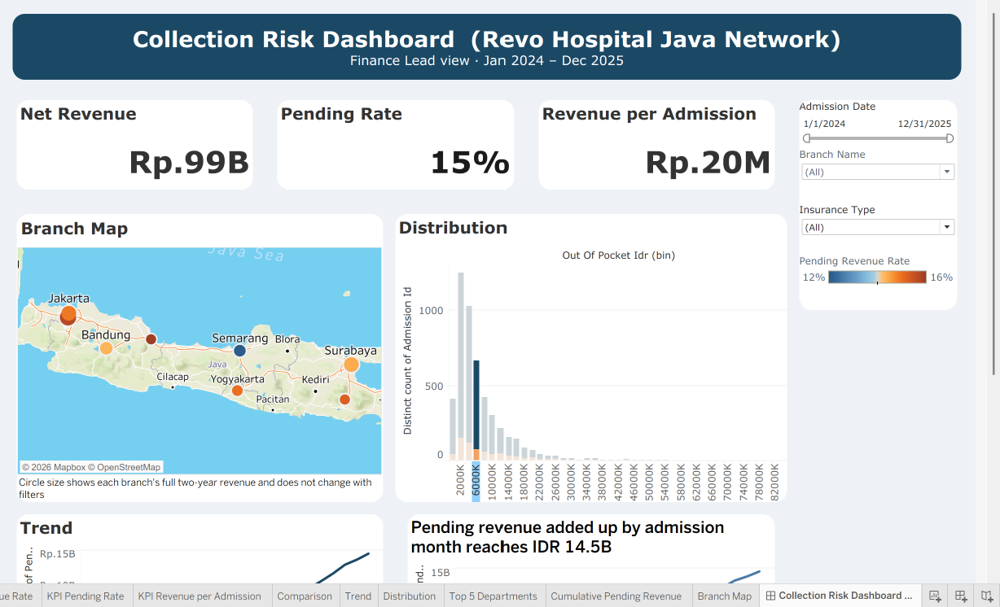 Collection Risk Dashboard (Revo Hospital Java Network)
Finance Lead view · Jan 2024 – Dec 2025
Net Revenue
Rp.99B
Pending Rate
15%
Revenue per Admission
Rp.20M
Admission Date
1/1/2024 12/31/2025
Branch Name
(All)
Insurance Type
(All)
Pending Revenue Rate
12% 16%
Branch Map
Java Sea
Jakarta
Bandung
Semarang
Blora
Surabaya
Java
Cilacap
Yogyakarta
Kediri
Pacitan
© 2026 Mapbox © OpenStreetMap
Circle size shows each branch's full two-year revenue and does not change with
filters
Distribution
Out Of Pocket Idr (bin)
Distinct count of Admission Id
1000
500
0
2000K
6000K
10000K
14000K
18000K
22000K
26000K
30000K
34000K
38000K
42000K
46000K
50000K
54000K
58000K
62000K
66000K
70000K
74000K
78000K
82000K
Trend
of Pen..
Rp.15B
Pending revenue added up by admission
month reaches IDR 14.5B
nd..
15B
ue Rate
KPI Pending Rate
KPI Revenue per Admission
Comparison
Trend
Distribution
Top 5 Departments
Cumulative Pending Revenue
Branch Map
Collection Risk Dashboard ...